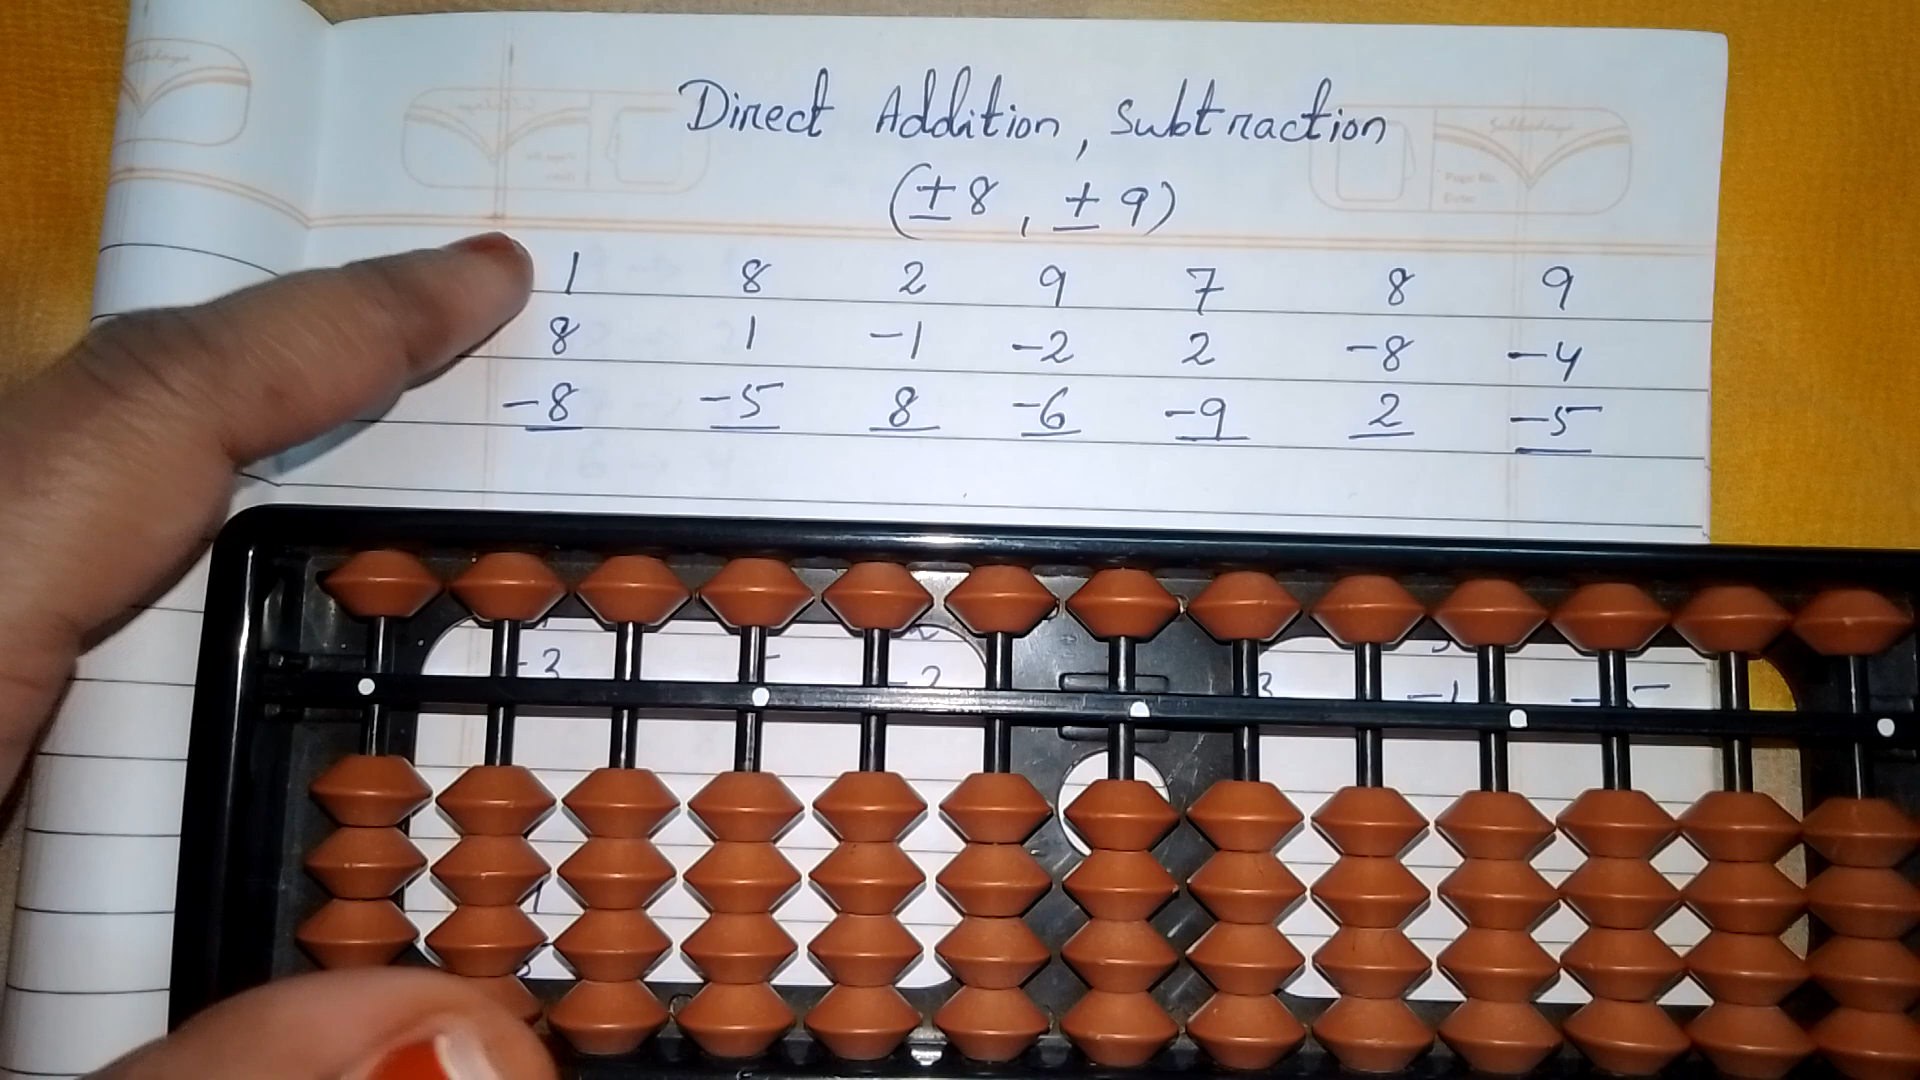 Direct Addition, Subtraction
(±8, ±9)
1 8 2 9 7 8 9
8 1 -1 -2 2 -8 -4
-8 -5 8 -6 -9 2 -5